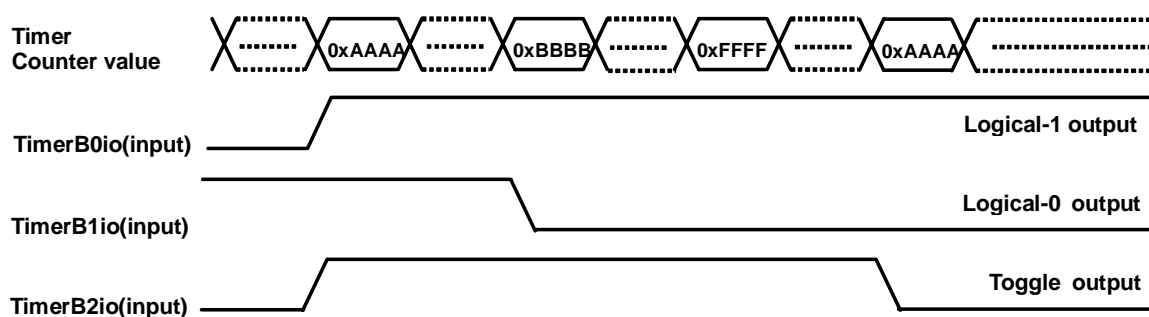 Timer
Counter value
0xAAAA
0xBBBB
0xFFFF
0xAAAA
TimerB0io(input)
Logical-1 output
TimerB1io(input)
Logical-0 output
TimerB2io(input)
Toggle output